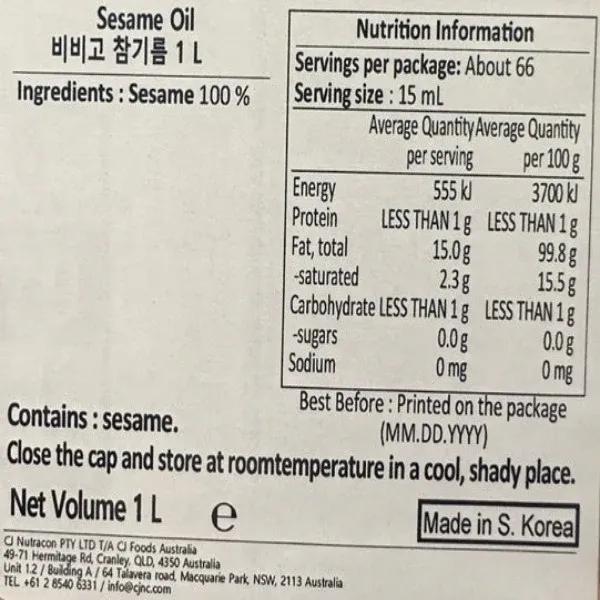 Sesame Oil
비비고 참기름 1 L
Ingredients : Sesame 100 %
Nutrition Information
Servings per package: About 66
Serving size : 15 mL
Average Quantity Average Quantity
per serving per 100 g
Energy 555 kJ 3700 kJ
Protein LESS THAN 1 g LESS THAN 1 g
Fat, total 15.0 g 99.8 g
-saturated 2.3 g 15.5 g
Carbohydrate LESS THAN 1 g LESS THAN 1 g
-sugars 0.0 g 0.0 g
Sodium 0 mg 0 mg
Best Before : Printed on the package
(MM.DD.YYYY)
Contains : sesame.
Close the cap and store at roomtemperature in a cool, shady place.
Net Volume 1 L e
Made in S. Korea
CJ Nutracon PTY LTD T/A CJ Foods Australia
49-71 Hermitage Rd, Cranley, QLD, 4350 Australia
Unit 1.2 / Building A / 64 Talavera road, Macquarie Park, NSW, 2113 Australia
TEL +61 2 8540 6331 / info@cjnc.com